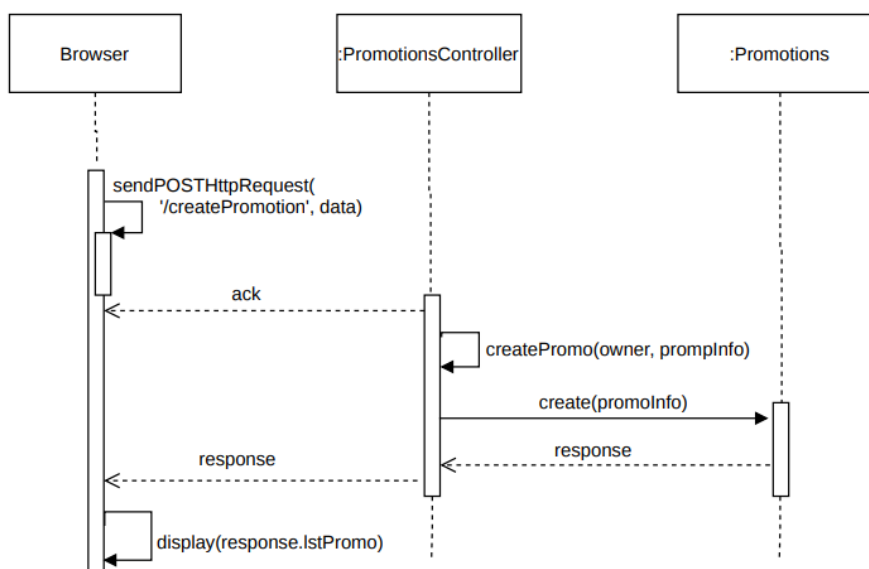 Browser
:PromotionsController
:Promotions
sendPOSTHttpRequest(
'/createPromotion', data)
ack
createPromo(owner, prompInfo)
create(promoInfo)
response
response
display(response.lstPromo)